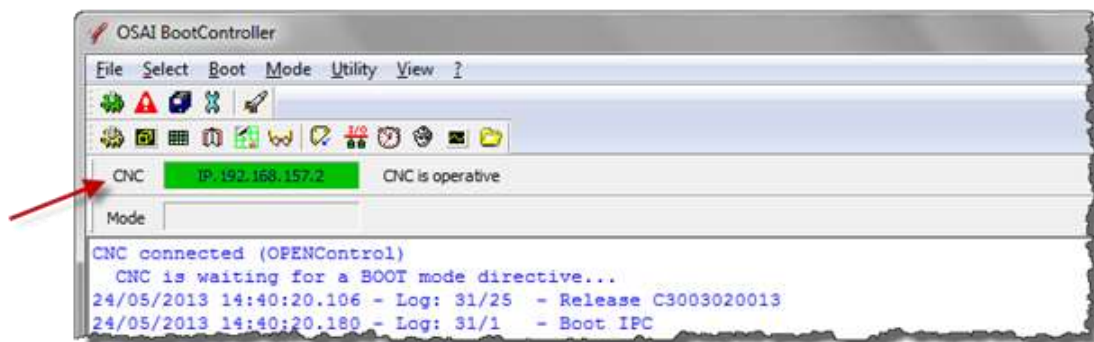 OSAI BootController
File Select Boot Mode Utility View ?
I/O
CNC IP.192.168.157.2 CNC is operative
Mode
CNC connected (OPENControl)
CNC is waiting for a BOOT mode directive...
24/05/2013 14:40:20.106 - Log: 31/25 - Release C3003020013
24/05/2013 14:40:20.180 - Log: 31/1 - Boot IPC